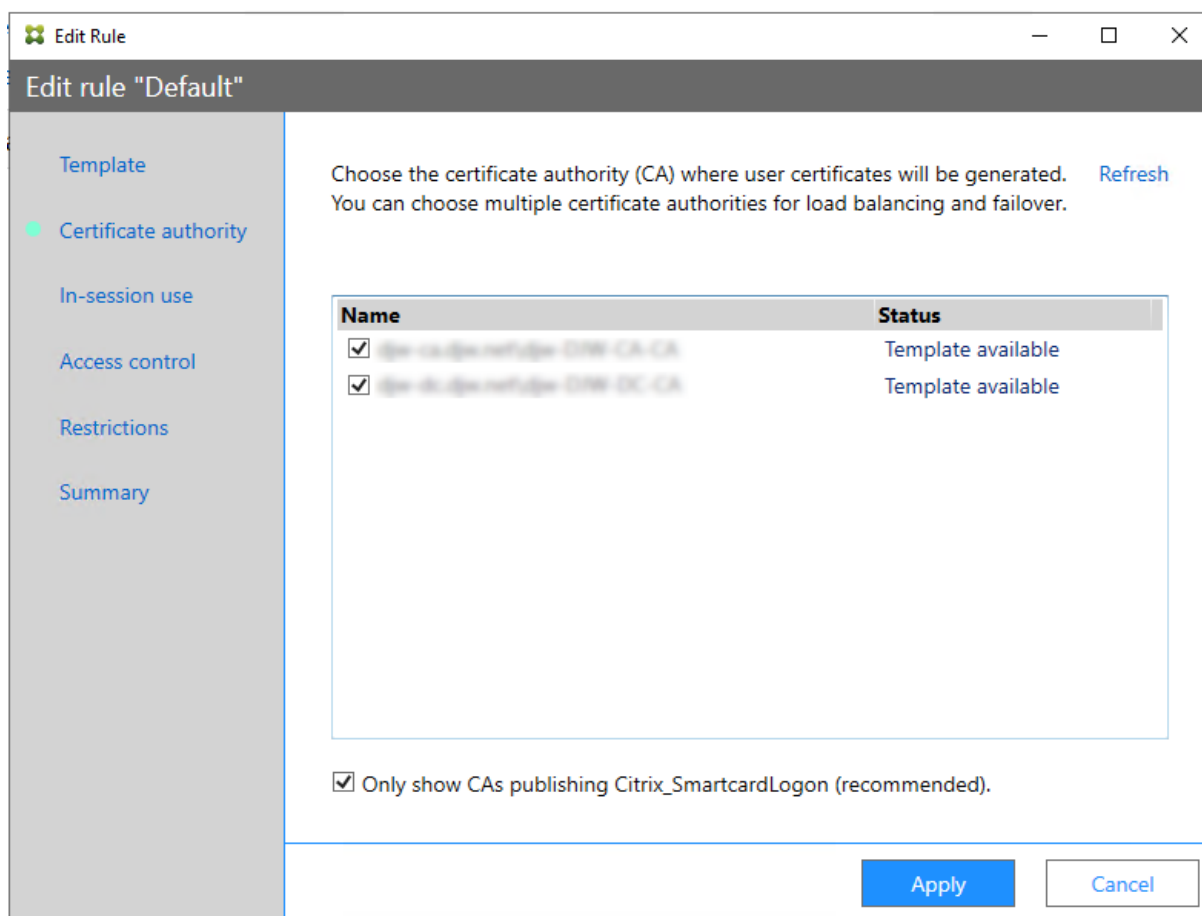 Edit Rule
Edit rule "Default"
Template
Certificate authority
In-session use
Access control
Restrictions
Summary
Choose the certificate authority (CA) where user certificates will be generated.
You can choose multiple certificate authorities for load balancing and failover.
Refresh
Name Status
Template available
Template available
Only show CAs publishing Citrix_SmartcardLogon (recommended).
Apply Cancel